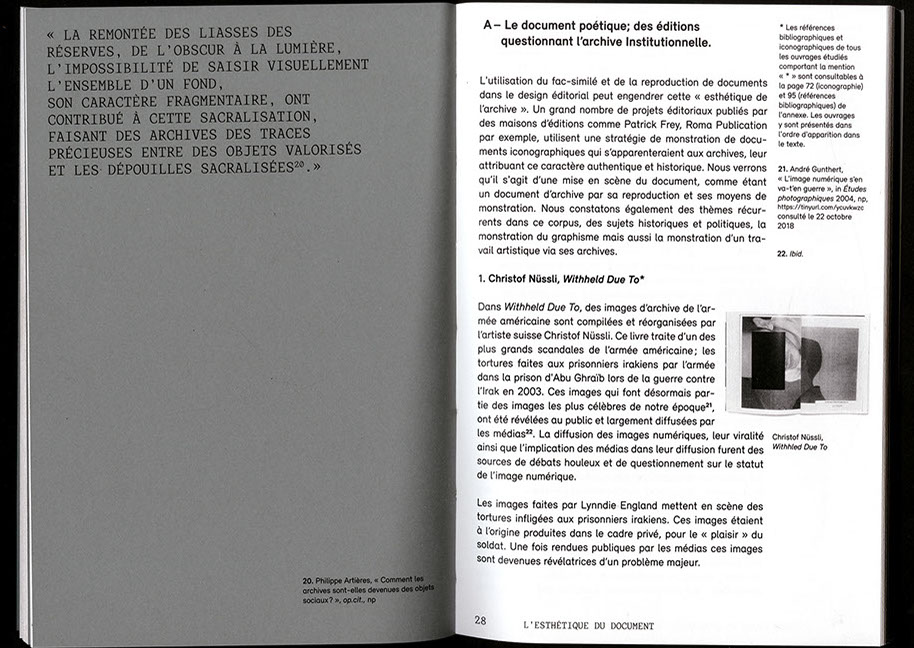 « LA REMONTÉE DES LIASSES DES
RÉSERVES, DE L'OBSCUR À LA LUMIÈRE,
L'IMPOSSIBILITÉ DE SAISIR VISUELLEMENT
L'ENSEMBLE D'UN FOND,
SON CARACTÈRE FRAGMENTAIRE, ONT
CONTRIBUÉ À CETTE SACRALISATION,
FAISANT DES ARCHIVES DES TRACES
PRÉCIEUSES ENTRE DES OBJETS VALORISÉS
ET LES DÉPOUILLES SACRALISÉES²⁰.»
20. Philippe Artières, « Comment les
archives sont-elles devenues des objets
sociaux ? », op.cit., np
A – Le document poétique; des éditions
questionnant l'archive Institutionnelle.
L'utilisation du fac-similé et de la reproduction de documents
dans le design éditorial peut engendrer cette « esthétique de
l'archive ». Un grand nombre de projets éditoriaux publiés par
des maisons d'éditions comme Patrick Frey, Roma Publication
par exemple, utilisent une stratégie de monstration de docu-
ments iconographiques qui s'apparenteraient aux archives, leur
attribuant ce caractère authentique et historique. Nous verrons
qu'il s'agit d'une mise en scène du document, comme étant
un document d'archive par sa reproduction et ses moyens de
monstration. Nous constatons également des thèmes récur-
rents dans ce corpus, des sujets historiques et politiques, la
monstration du graphisme mais aussi la monstration d'un tra-
vail artistique via ses archives.
1. Christof Nüssli, Withheld Due To*
Dans Withheld Due To, des images d'archive de l'ar-
mée américaine sont compilées et réorganisées par
l'artiste suisse Christof Nüssli. Ce livre traite d'un des
plus grands scandales de l'armée américaine; les
tortures faites aux prisonniers irakiens par l'armée
dans la prison d'Abu Ghraïb lors de la guerre contre
l'Irak en 2003. Ces images qui font désormais par-
tie des images les plus célèbres de notre époque²¹,
ont été révélées au public et largement diffusées par
les médias²². La diffusion des images numériques, leur viralité
ainsi que l'implication des médias dans leur diffusion furent des
sources de débats houleux et de questionnement sur le statut
de l'image numérique.
Les images faites par Lynndie England mettent en scène des
tortures infligées aux prisonniers irakiens. Ces images étaient
à l'origine produites dans le cadre privé, pour le « plaisir » du
soldat. Une fois rendues publiques par les médias ces images
sont devenues révélatrices d'un problème majeur.
* Les références
bibliographiques et
iconographiques de tous
les ouvrages étudiés
comportant la mention
« * » sont consultables à
la page 72 (iconographie)
et 95 (références
bibliographiques) de
l'annexe. Les ouvrages
y sont présentés dans
l'ordre d'apparition dans
le texte.
21. André Gunthert,
« L'image numérique s'en
va-t'en guerre », in Études
photographiques 2004, np,
https://tinyurl.com/ycuvkwzc
consulté le 22 octobre
2018
22. Ibid.
Christof Nüssli,
Withhled Due To
28 L'ESTHÉTIQUE DU DOCUMENT